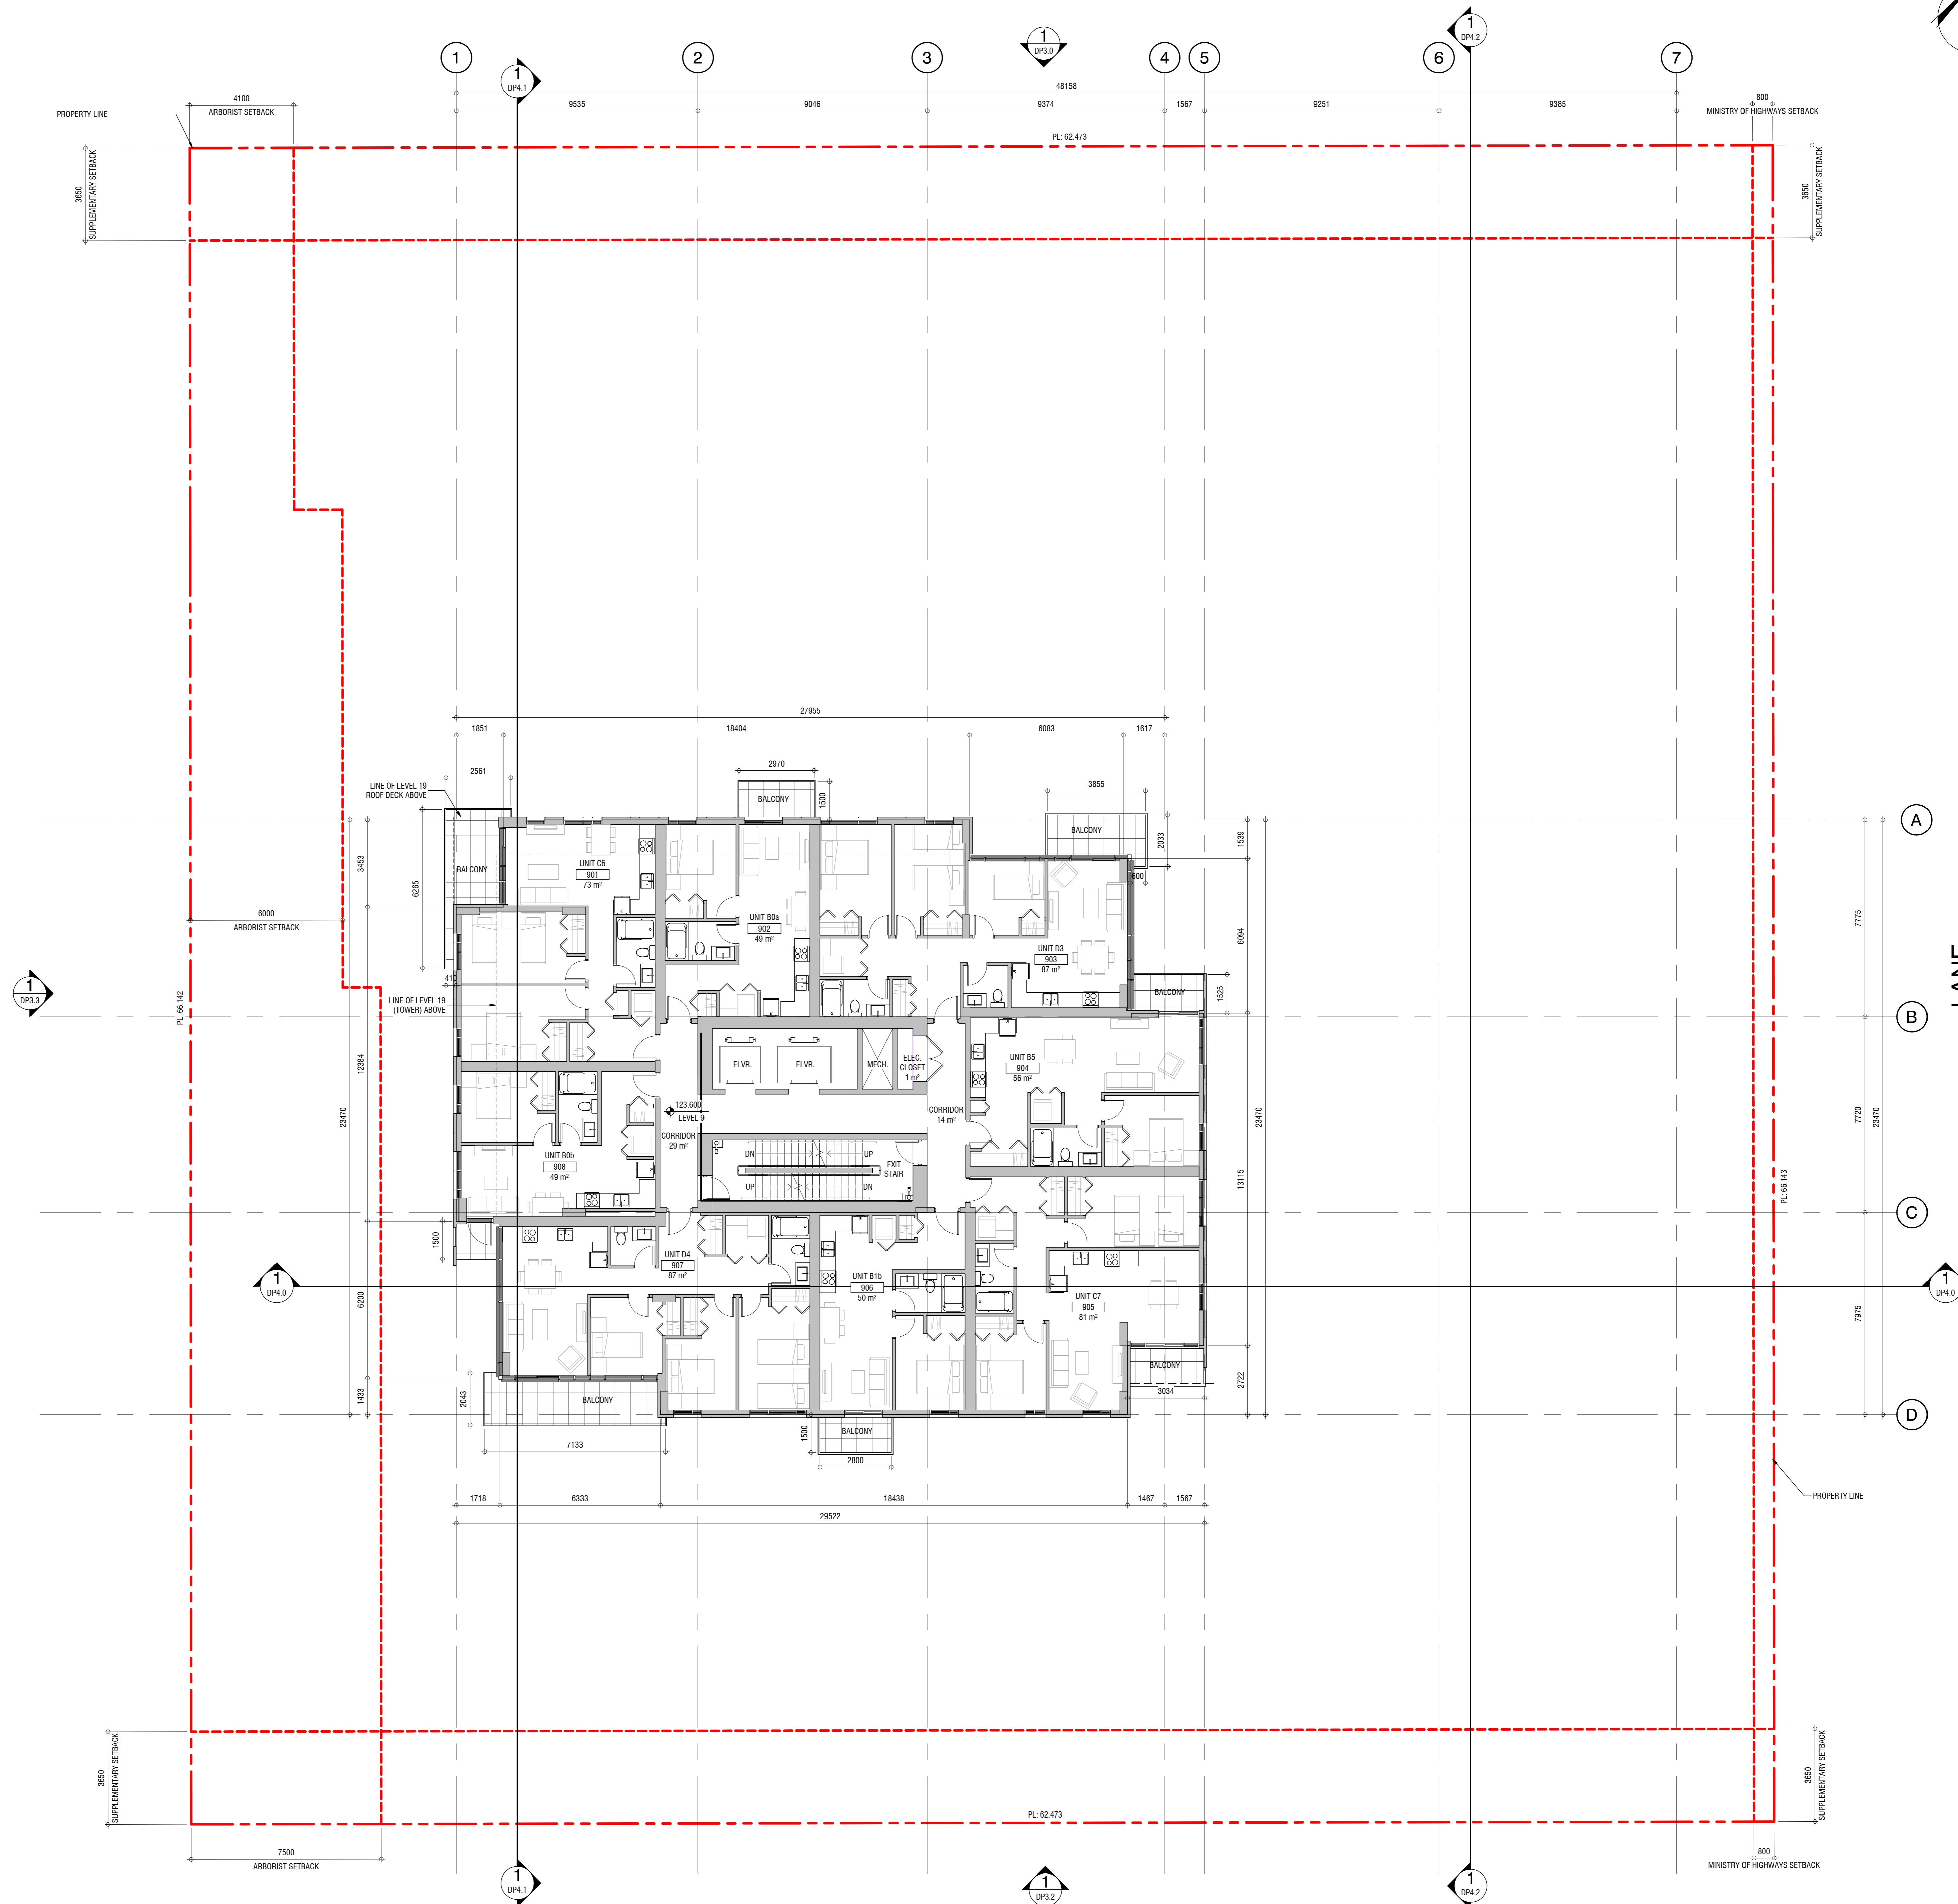 1
2
3
4
5
6
7
1
DP4.1
1
DP3.0
1
DP4.2
48158
9535
9046
9374
1567
9251
9385
4100
ARBORIST SETBACK
PROPERTY LINE
800
MINISTRY OF HIGHWAYS SETBACK
PL: 62.473
3650
SUPPLEMENTARY SETBACK
3650
SUPPLEMENTARY SETBACK
27955
1851
18404
6083
1617
2561
2970
3855
LINE OF LEVEL 19
ROOF DECK ABOVE
BALCONY
1500
BALCONY
2033
1539
A
3453
6265
BALCONY
UNIT C6
901
73 m²
UNIT B0a
902
49 m²
600
6000
ARBORIST SETBACK
UNIT D3
903
87 m²
6094
7775
410
LINE OF LEVEL 19
(TOWER) ABOVE
BALCONY
1525
LANE
1
DP3.3
PL: 66.142
B
12384
23470
ELVR.
ELVR.
MECH.
ELEC.
CLOSET
1 m²
UNIT B5
904
56 m²
123.600
LEVEL 9
CORRIDOR
14 m²
CORRIDOR
29 m²
23470
7720
23470
DN
UP
UP
DN
EXIT
STAIR
UNIT B0b
908
49 m²
13115
PL: 66.143
C
1500
UNIT D4
907
87 m²
UNIT B1b
906
50 m²
UNIT C7
905
81 m²
1
DP4.0
1
DP4.0
6200
7975
BALCONY
3034
2722
1433
2043
BALCONY
1500
BALCONY
D
7133
2800
1718
6333
18438
1467
1567
29522
PROPERTY LINE
3650
SUPPLEMENTARY SETBACK
3650
SUPPLEMENTARY SETBACK
PL: 62.473
7500
ARBORIST SETBACK
800
MINISTRY OF HIGHWAYS SETBACK
1
DP4.1
1
DP3.2
1
DP4.2